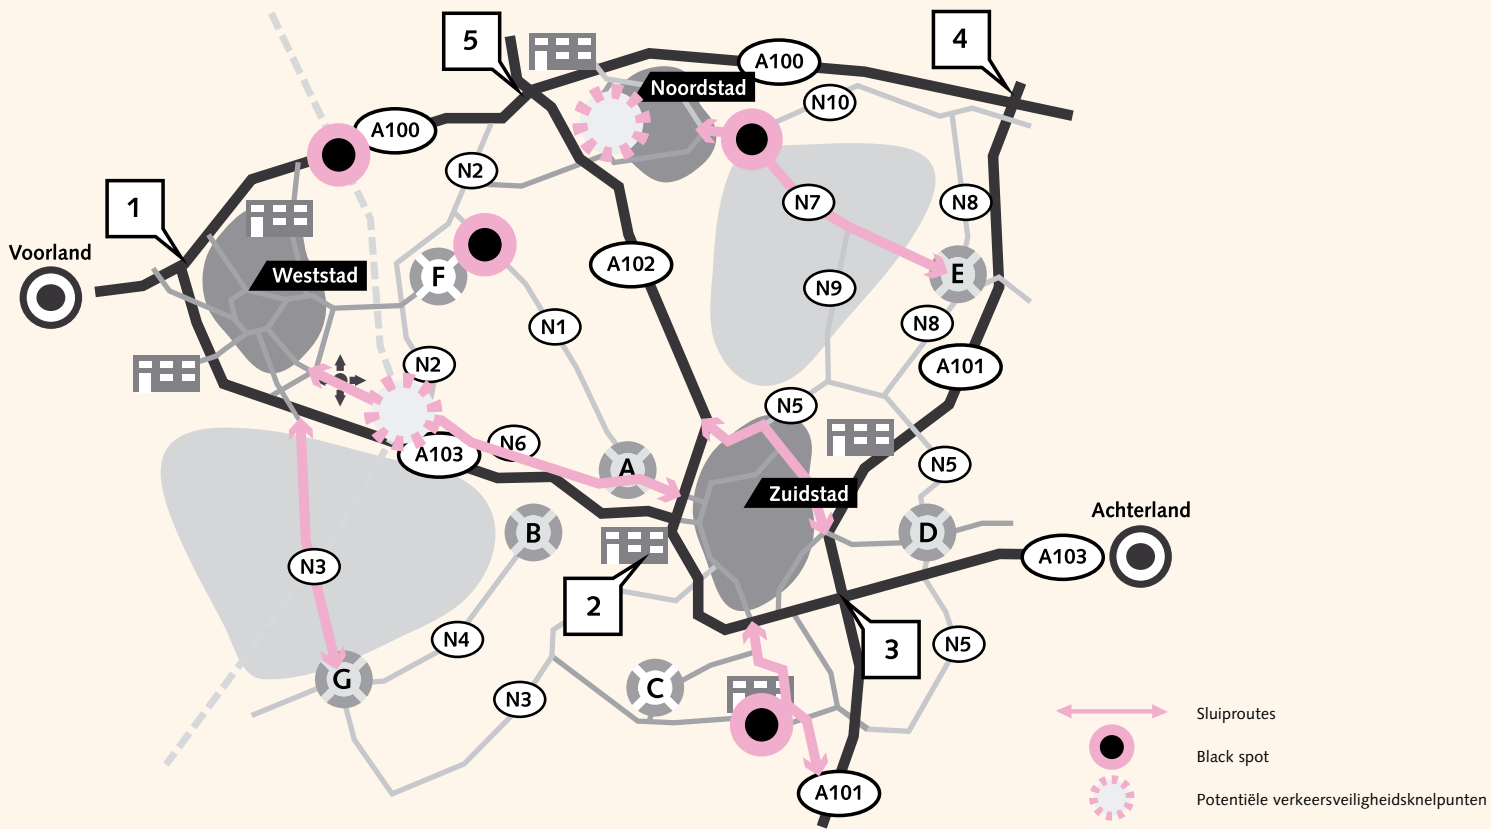 5
4
A100
Noordstad
N10
A100
N2
1
N7
N8
Voorland
A102
Weststad
F
E
N9
N1
N8
N2
A101
N5
N6
A103
A
N5
Zuidstad
Achterland
B
D
A103
N3
2
N4
N5
3
G
C
N3
Sluiproutes
Black spot
A101
Potentiële verkeersveiligheidsknelpunten